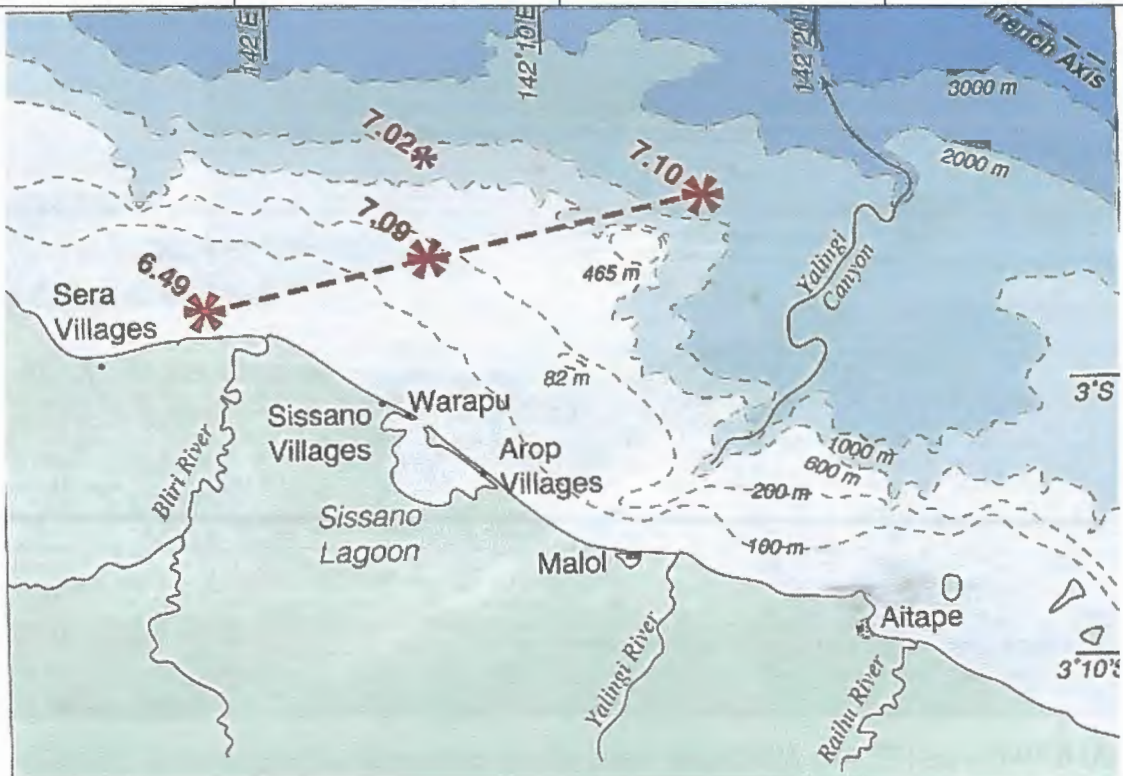 142°E
142°10'E
142°20'
Trench Axis
3000 m
2000 m
7.02
7.10
7.09
6.49
465 m
Yalingi
Canyon
Sera
Villages
82 m
3°S
Sissano
Villages
Warapu
Arop
Villages
1000 m
600 m
200 m
100 m
Bliri River
Sissano
Lagoon
Malol
Aitape
Yalingi River
Raihu River
3°10'S